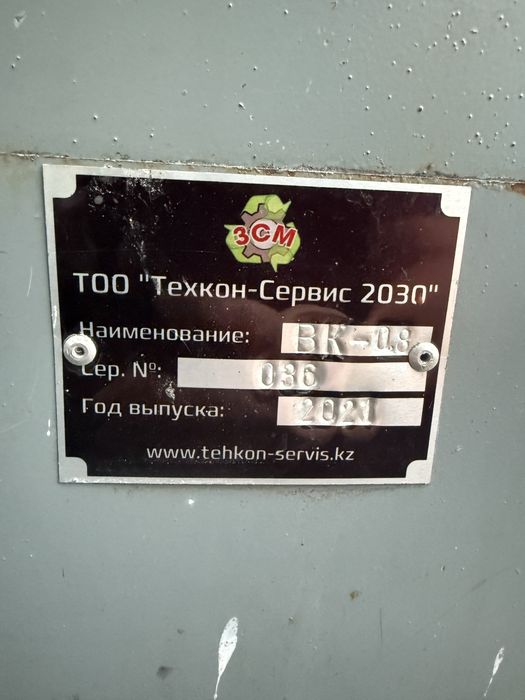 ЗСМ
ТОО "Техкон-Сервис 2030"
Наименование: ВК-0.8
Сер. №: 036
Год выпуска: 2021
www.tehkon-servis.kz